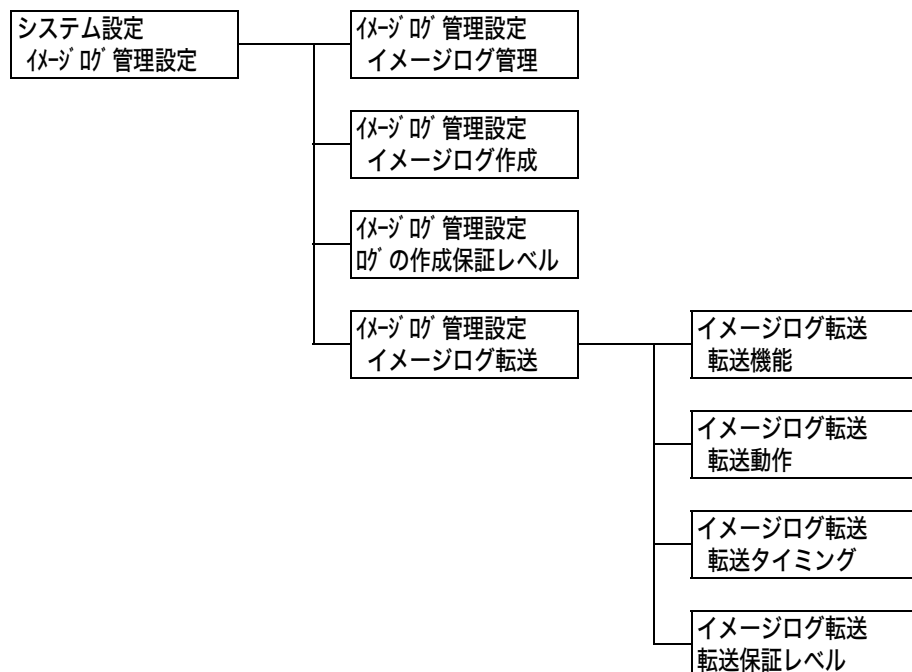 システム設定
ｲﾒｰｼﾞﾛｸﾞ管理設定
ｲﾒｰｼﾞﾛｸﾞ管理設定
イメージログ管理
ｲﾒｰｼﾞﾛｸﾞ管理設定
イメージログ作成
ｲﾒｰｼﾞﾛｸﾞ管理設定
ﾛｸﾞの作成保証レベル
ｲﾒｰｼﾞﾛｸﾞ管理設定
イメージログ転送
イメージログ転送
転送機能
イメージログ転送
転送動作
イメージログ転送
転送タイミング
イメージログ転送
転送保証レベル